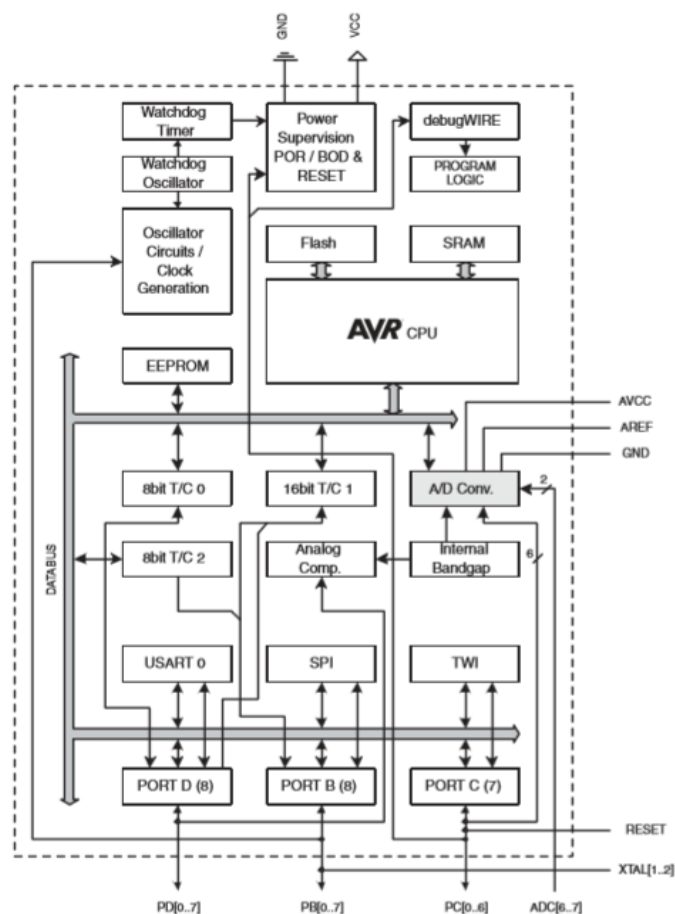 GND
VCC
Watchdog
Timer
Power
Supervision
POR / BOD &
RESET
debugWIRE
Watchdog
Oscillator
PROGRAM
LOGIC
Oscillator
Circuits /
Clock
Generation
Flash
SRAM
AVR CPU
EEPROM
AVCC
AREF
GND
8bit T/C 0
16bit T/C 1
A/D Conv.
2
DATABUS
8bit T/C 2
Analog
Comp.
Internal
Bandgap
6
USART 0
SPI
TWI
PORT D (8)
PORT B (8)
PORT C (7)
RESET
XTAL[1..2]
PD[0..7]
PB[0..7]
PC[0..6]
ADC[6..7]